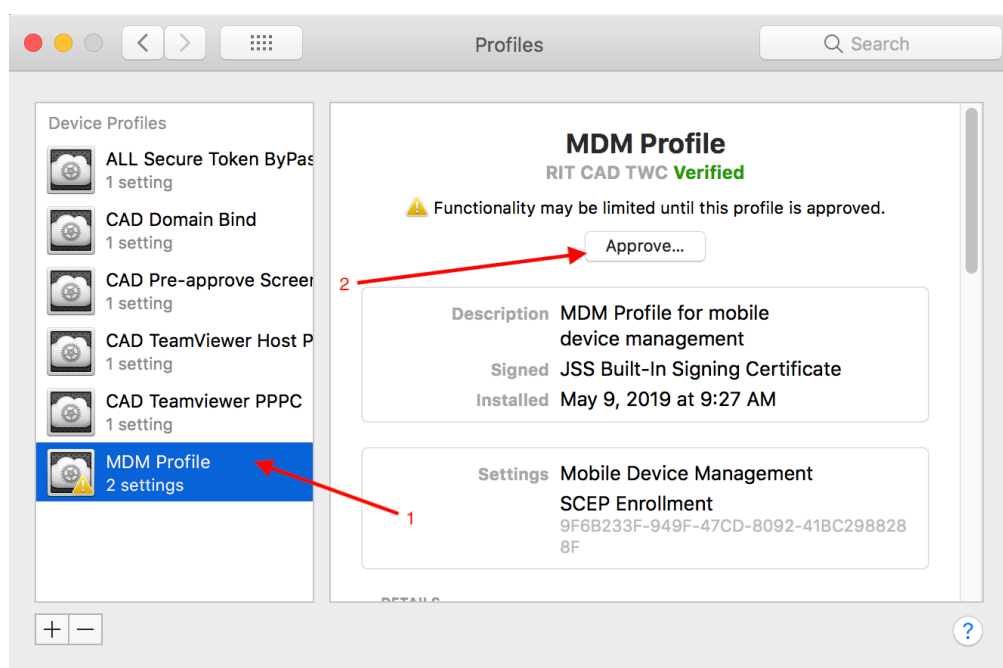 Profiles
Search
Device Profiles
ALL Secure Token ByPas
1 setting
CAD Domain Bind
1 setting
CAD Pre-approve Screen
1 setting
CAD TeamViewer Host P
1 setting
CAD Teamviewer PPPC
1 setting
MDM Profile
2 settings
1
MDM Profile
RIT CAD TWC Verified
Functionality may be limited until this profile is approved.
Approve...
2
Description MDM Profile for mobile
device management
Signed JSS Built-In Signing Certificate
Installed May 9, 2019 at 9:27 AM
Settings Mobile Device Management
SCEP Enrollment
9F6B233F-949F-47CD-8092-41BC298828
8F
DETAILS
+ −
?